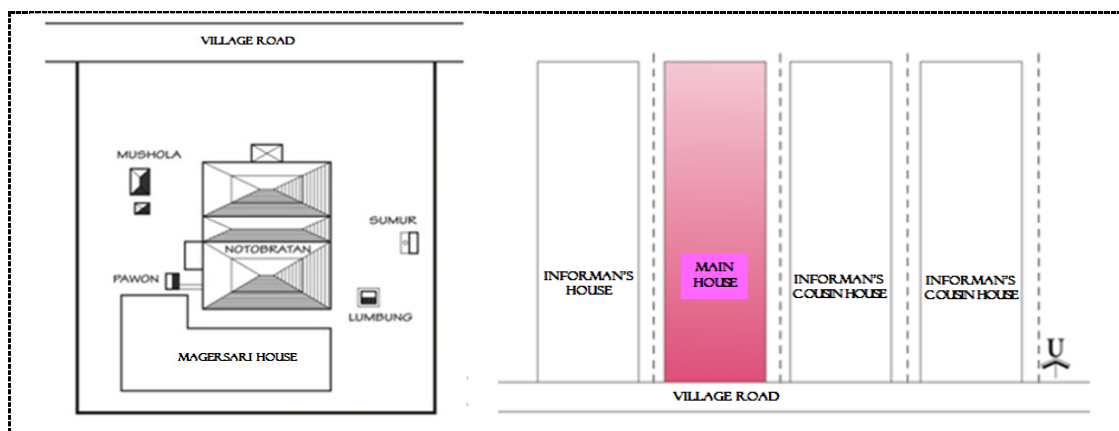 VILLAGE ROAD
MUSHOLA
SUMUR
NOTOBRATAN
PAWON
LUMBUNG
MAGERSARI HOUSE
INFORMAN'S
HOUSE
MAIN
HOUSE
INFORMAN'S
COUSIN HOUSE
INFORMAN'S
COUSIN HOUSE
U
VILLAGE ROAD